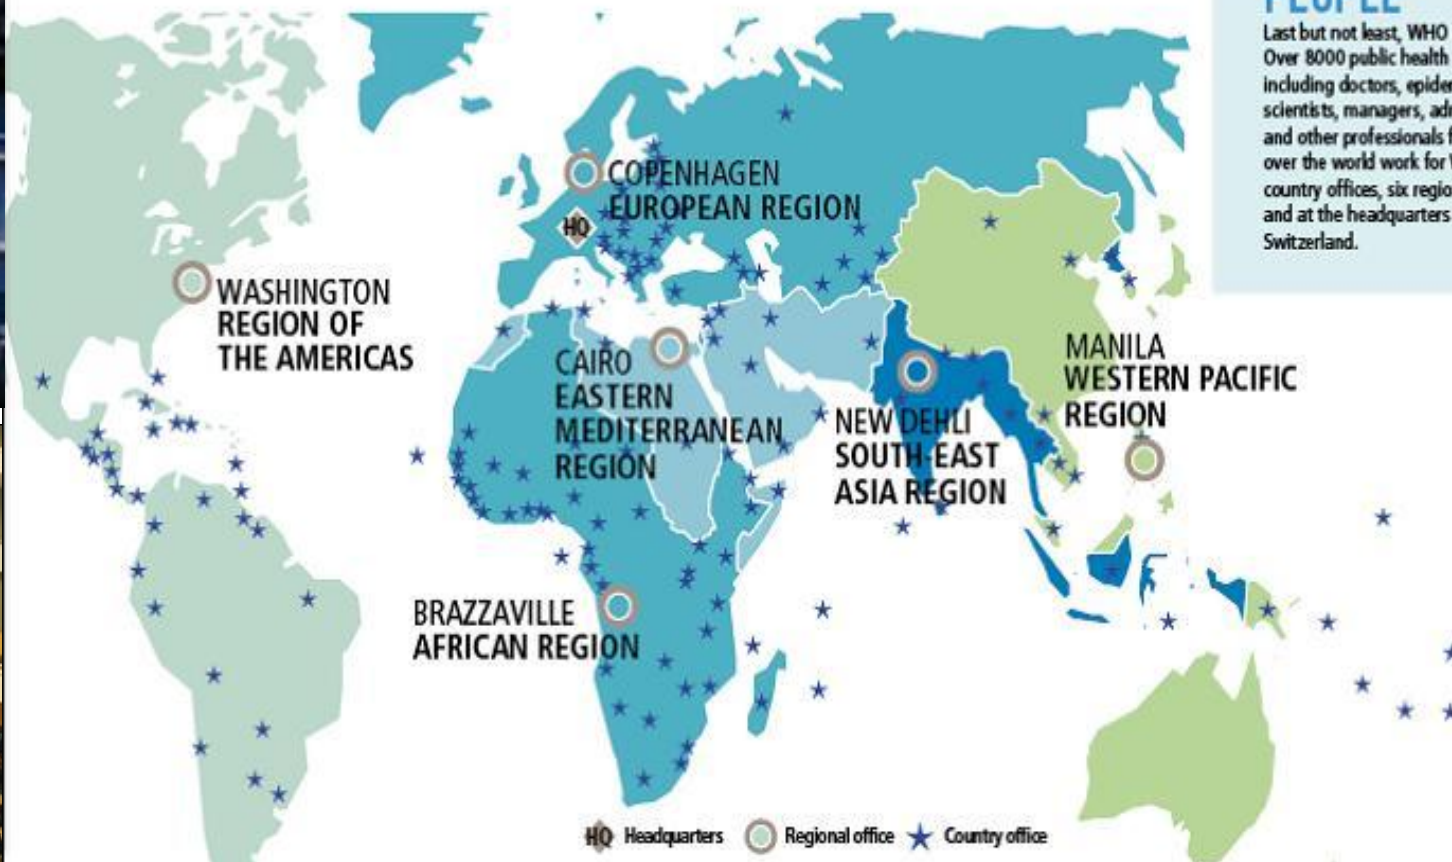 PEOPLE
Last but not least, WHO
Over 8000 public health
including doctors, epide
scientists, managers, ad
and other professionals
over the world work for
country offices, six regio
and at the headquarters
Switzerland.
COPENHAGEN
EUROPEAN REGION
HQ
WASHINGTON
REGION OF
THE AMERICAS
CAIRO
EASTERN
MEDITERRANEAN
REGION
MANILA
WESTERN PACIFIC
REGION
NEW DEHLI
SOUTH-EAST
ASIA REGION
BRAZZAVILLE
AFRICAN REGION
HQ Headquarters Regional office Country office